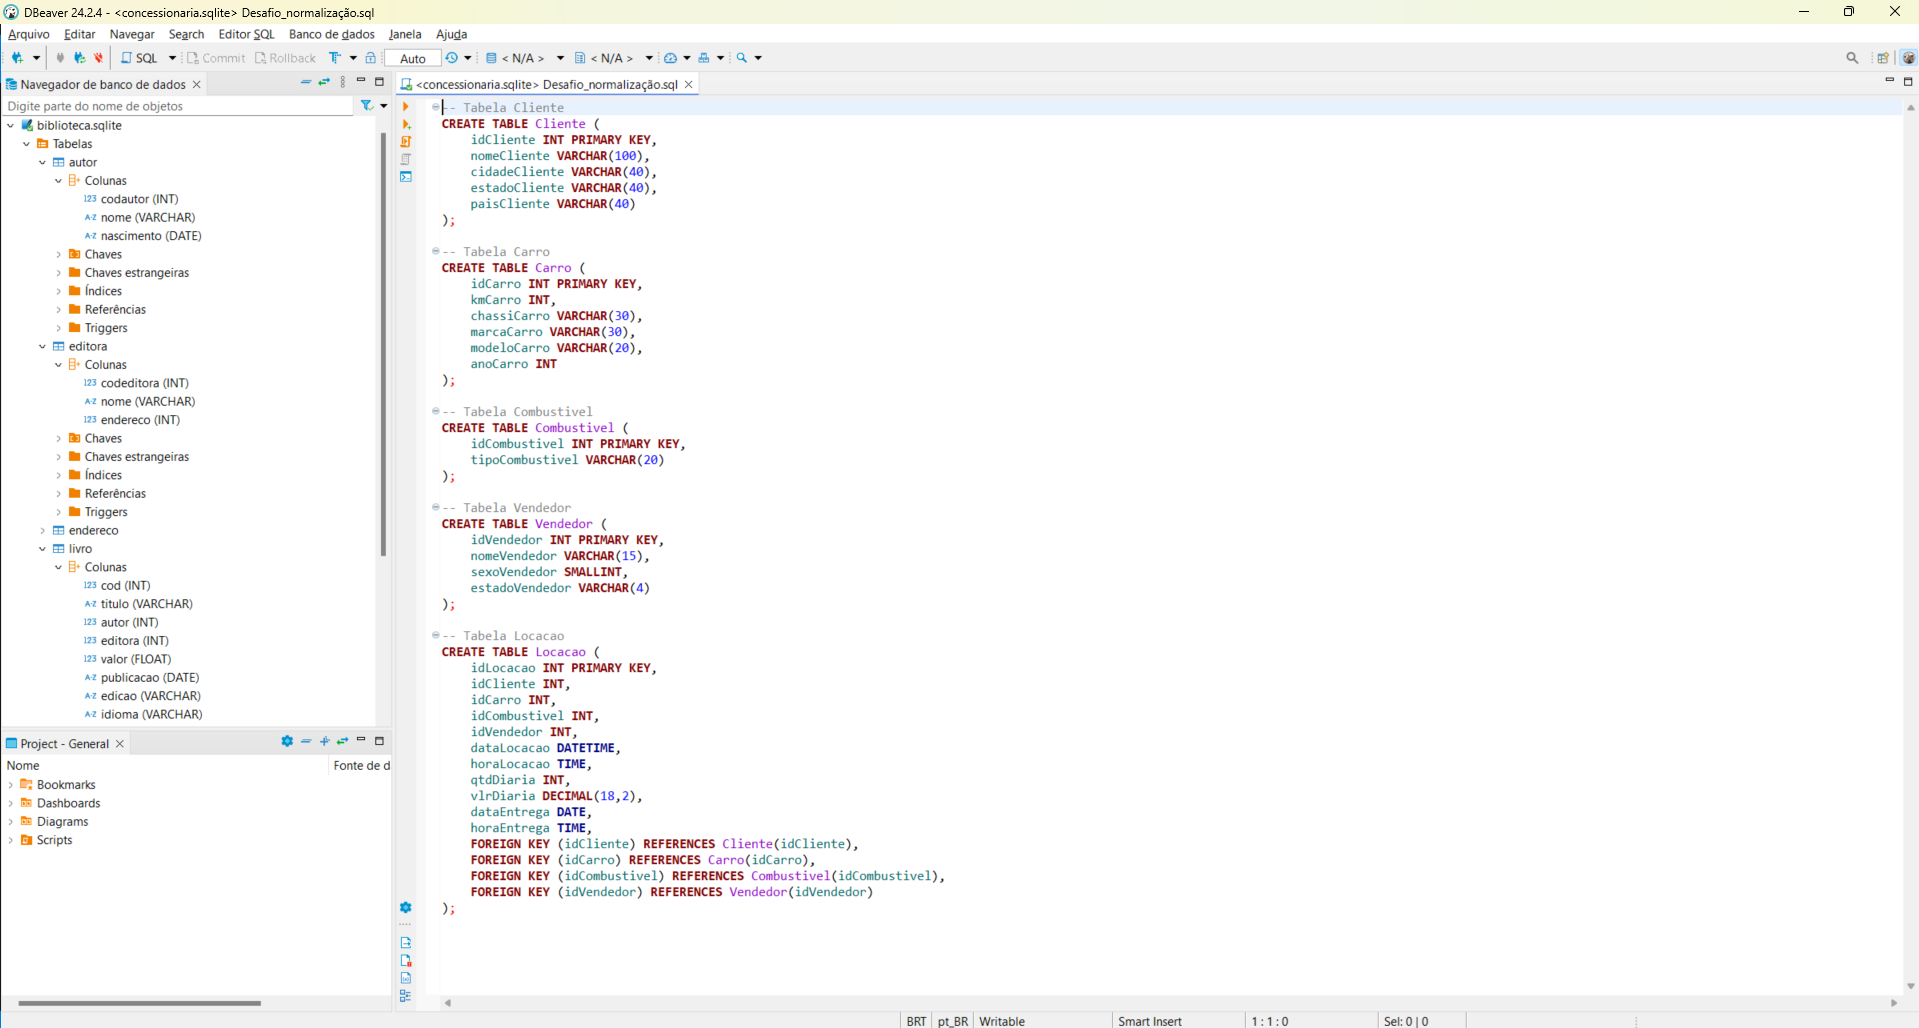 DBeaver 24.2.4 - <concessionaria.sqlite> Desafio_normalização.sql
Arquivo Editar Navegar Search Editor SQL Banco de dados Janela Ajuda
SQL Commit Rollback Auto < N/A > < N/A >
Navegador de banco de dados
Digite parte do nome de objetos
biblioteca.sqlite
Tabelas
autor
Colunas
123 codautor (INT)
A-Z nome (VARCHAR)
A-Z nascimento (DATE)
Chaves
Chaves estrangeiras
Índices
Referências
Triggers
editora
Colunas
123 codeditora (INT)
A-Z nome (VARCHAR)
123 endereco (INT)
Chaves
Chaves estrangeiras
Índices
Referências
Triggers
endereco
livro
Colunas
123 cod (INT)
A-Z titulo (VARCHAR)
123 autor (INT)
123 editora (INT)
123 valor (FLOAT)
A-Z publicacao (DATE)
A-Z edicao (VARCHAR)
A-Z idioma (VARCHAR)
Project - General
Nome Fonte de d
Bookmarks
Dashboards
Diagrams
Scripts
<concessionaria.sqlite> Desafio_normalização.sql
-- Tabela Cliente
CREATE TABLE Cliente (
idCliente INT PRIMARY KEY,
nomeCliente VARCHAR(100),
cidadeCliente VARCHAR(40),
estadoCliente VARCHAR(40),
paisCliente VARCHAR(40)
);
-- Tabela Carro
CREATE TABLE Carro (
idCarro INT PRIMARY KEY,
kmCarro INT,
chassiCarro VARCHAR(30),
marcaCarro VARCHAR(30),
modeloCarro VARCHAR(20),
anoCarro INT
);
-- Tabela Combustivel
CREATE TABLE Combustivel (
idCombustivel INT PRIMARY KEY,
tipoCombustivel VARCHAR(20)
);
-- Tabela Vendedor
CREATE TABLE Vendedor (
idVendedor INT PRIMARY KEY,
nomeVendedor VARCHAR(15),
sexoVendedor SMALLINT,
estadoVendedor VARCHAR(4)
);
-- Tabela Locacao
CREATE TABLE Locacao (
idLocacao INT PRIMARY KEY,
idCliente INT,
idCarro INT,
idCombustivel INT,
idVendedor INT,
dataLocacao DATETIME,
horaLocacao TIME,
qtdDiaria INT,
vlrDiaria DECIMAL(18,2),
dataEntrega DATE,
horaEntrega TIME,
FOREIGN KEY (idCliente) REFERENCES Cliente(idCliente),
FOREIGN KEY (idCarro) REFERENCES Carro(idCarro),
FOREIGN KEY (idCombustivel) REFERENCES Combustivel(idCombustivel),
FOREIGN KEY (idVendedor) REFERENCES Vendedor(idVendedor)
);
BRT pt_BR Writable Smart Insert 1 : 1 : 0 Sel: 0 | 0